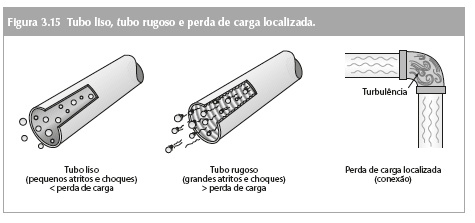 Figura 3.15 Tubo liso, tubo rugoso e perda de carga localizada.
Turbulência
Tubo liso
(pequenos atritos e choques)
< perda de carga
Tubo rugoso
(grandes atritos e choques)
> perda de carga
Perda de carga localizada
(conexão)